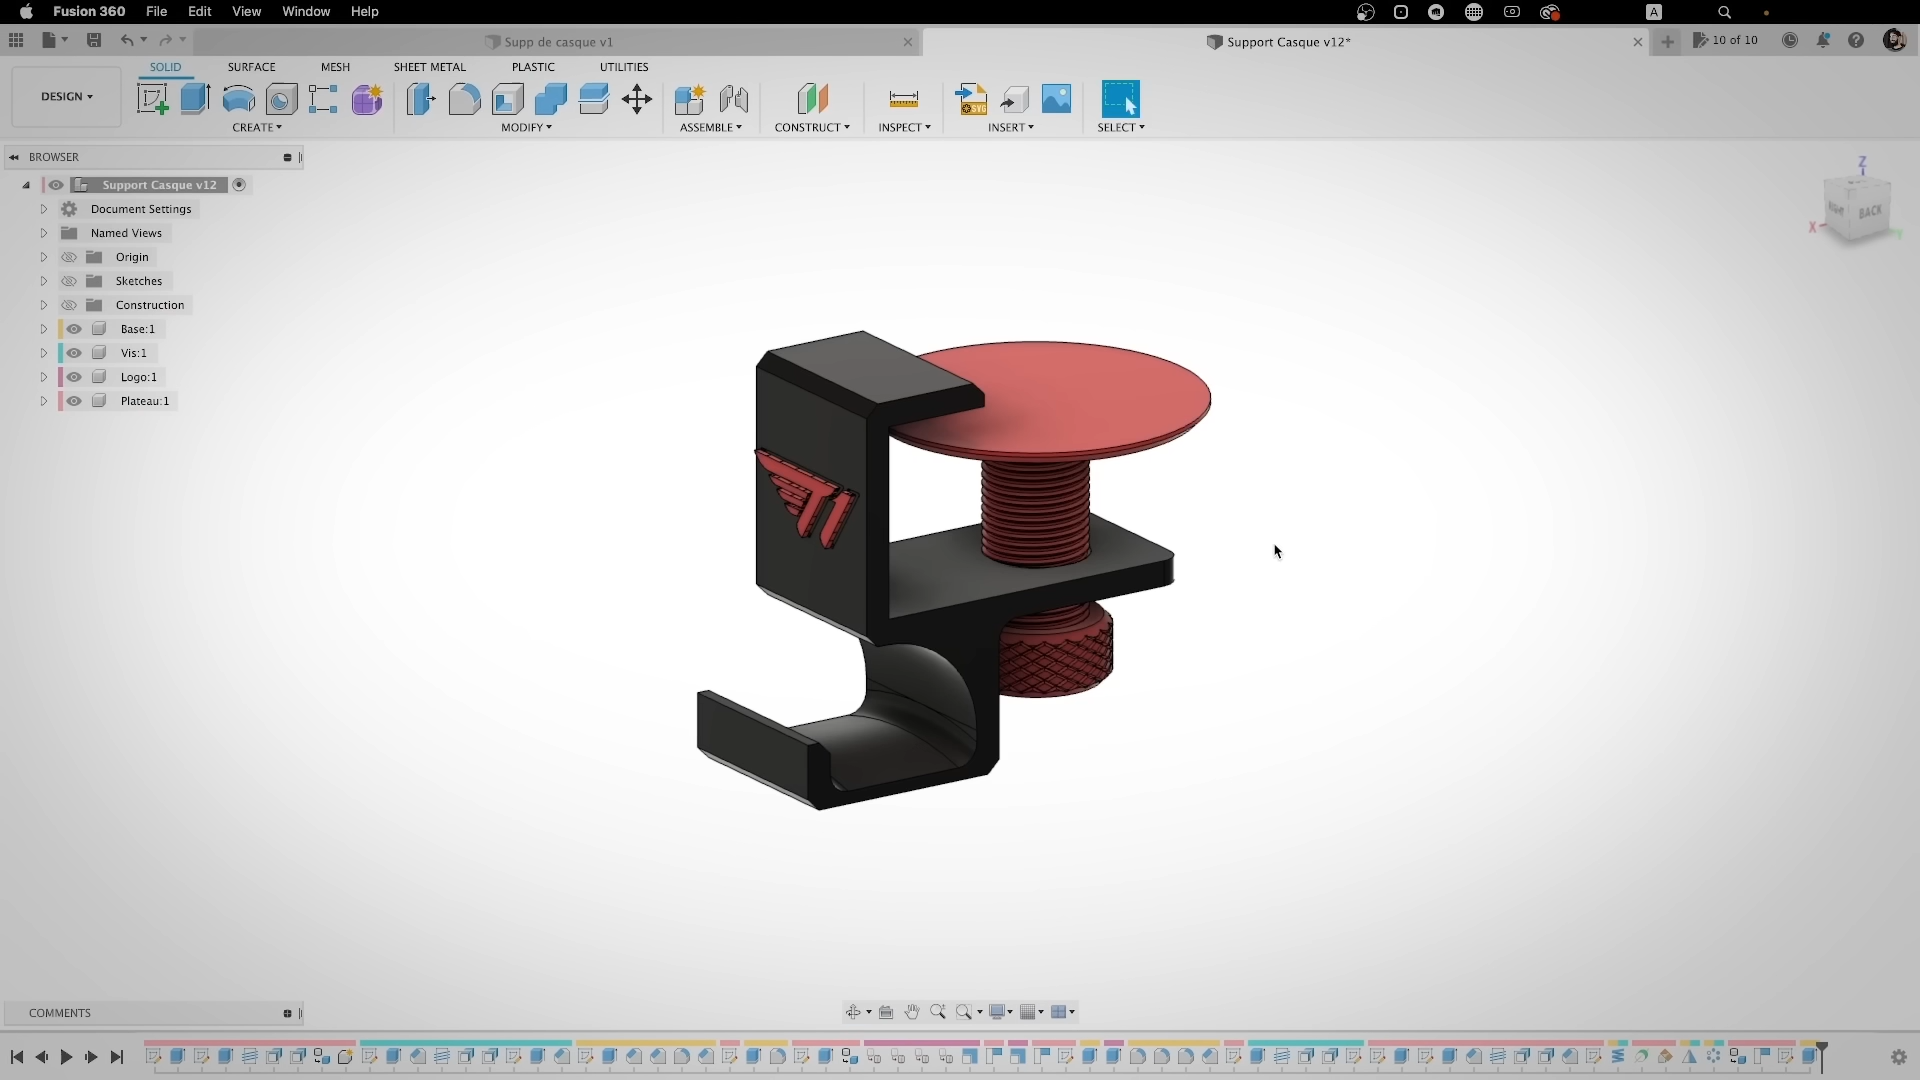 Fusion 360 File Edit View Window Help A
Supp de casque v1
Support Casque v12*
10 of 10
DESIGN
SOLID SURFACE MESH SHEET METAL PLASTIC UTILITIES
CREATE MODIFY ASSEMBLE CONSTRUCT INSPECT INSERT SELECT
BROWSER
Support Casque v12
Document Settings
Named Views
Origin
Sketches
Construction
Base:1
Vis:1
Logo:1
Plateau:1
Z
RIGHT BACK
X
T1
COMMENTS